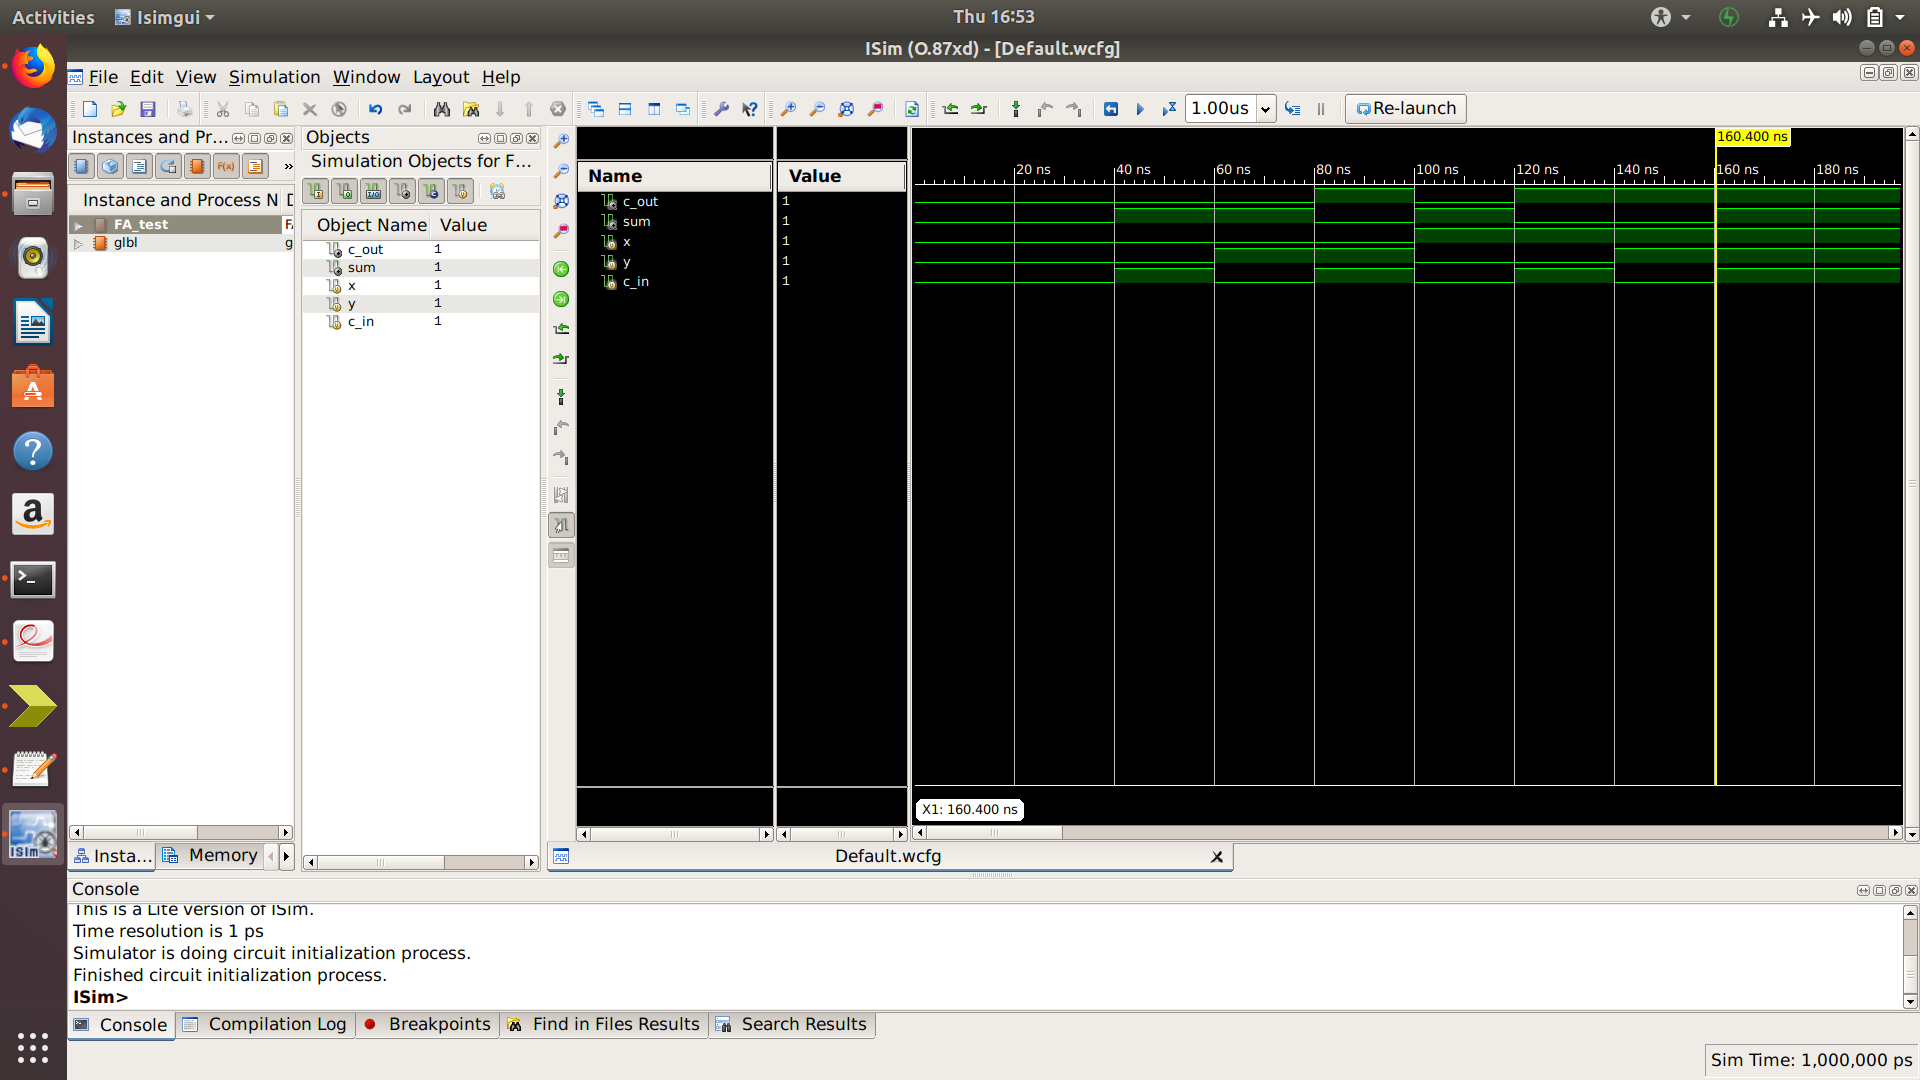 Activities
Isimgui
Thu 16:53
ISim (O.87xd) - [Default.wcfg]
File Edit View Simulation Window Layout Help
1.00us
Re-launch
Instances and Pr...
Objects
Simulation Objects for F...
F(x)
»
Instance and Process N
FA_test
glbl
g
Object Name Value
c_out 1
sum 1
x 1
y 1
c_in 1
Name Value
c_out 1
sum 1
x 1
y 1
c_in 1
160.400 ns
20 ns 40 ns 60 ns 80 ns 100 ns 120 ns 140 ns 160 ns 180 ns
X1: 160.400 ns
Insta...
Memory
Default.wcfg
Console
This is a Lite version of ISim.
Time resolution is 1 ps
Simulator is doing circuit initialization process.
Finished circuit initialization process.
ISim>
Console
Compilation Log
Breakpoints
Find in Files Results
Search Results
Sim Time: 1,000,000 ps
ISim